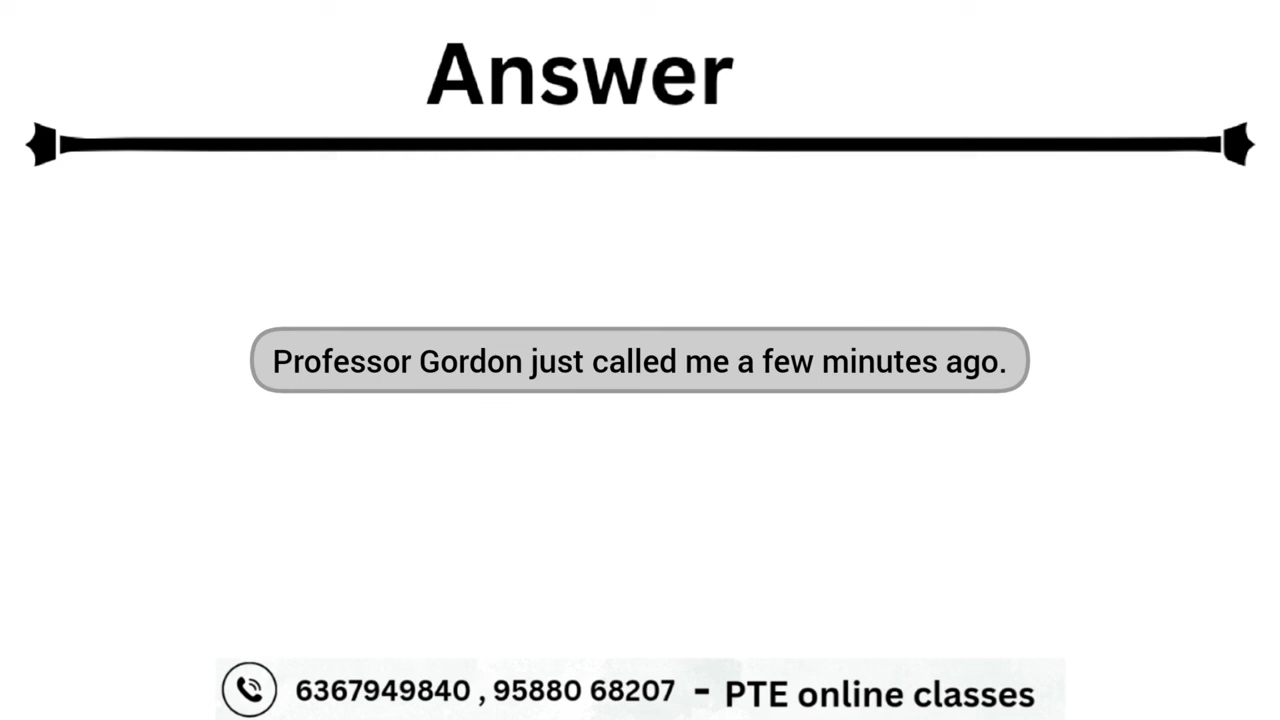 Answer
Professor Gordon just called me a few minutes ago.
6367949840 , 95880 68207 - PTE online classes